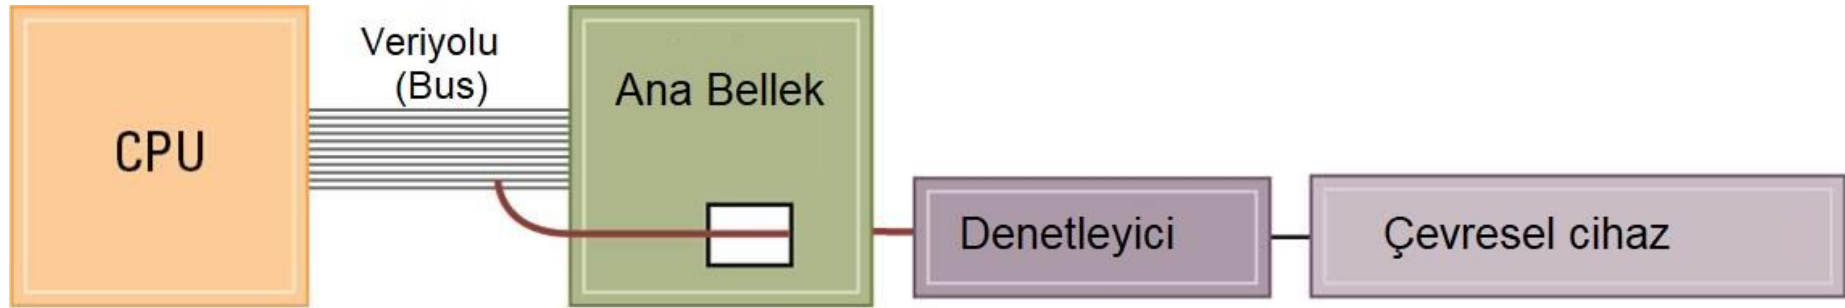 CPU
Veriyolu
(Bus)
Ana Bellek
Denetleyici
Çevresel cihaz